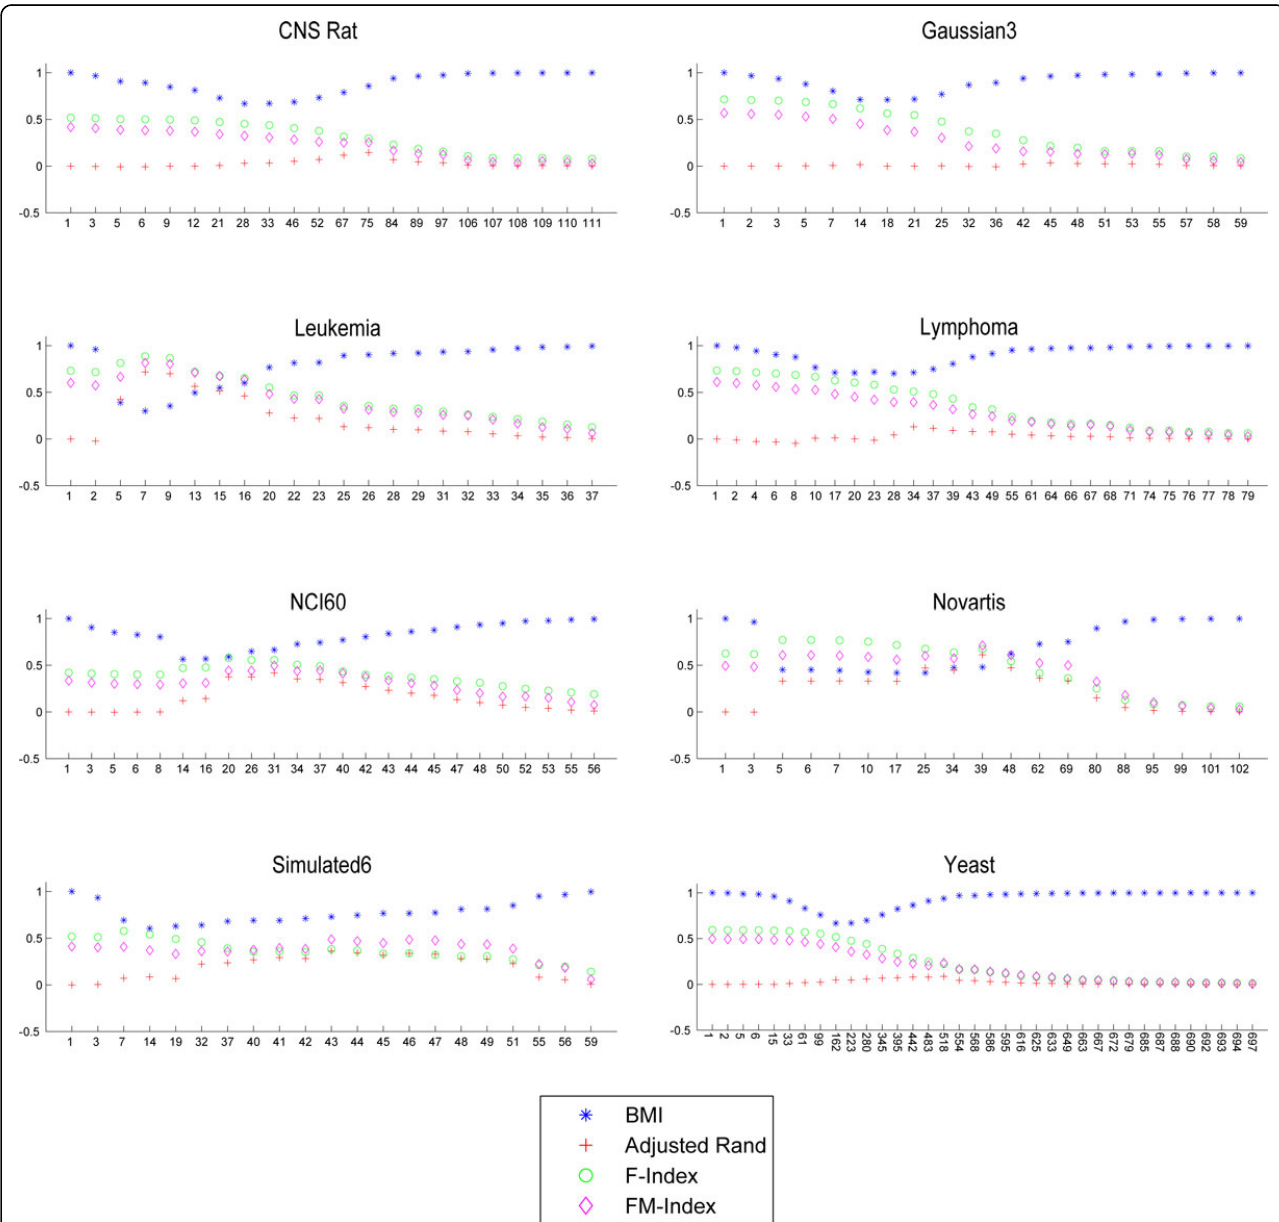 CNS Rat
1
0.5
0
-0.5
1 3 5 6 9 12 21 28 33 46 52 67 75 84 89 97 106 107 108 109 110 111
Gaussian3
1
0.5
0
-0.5
1 2 3 5 7 14 18 21 25 32 36 42 45 48 51 53 55 57 58 59
Leukemia
1
0.5
0
-0.5
1 2 5 7 9 13 15 16 20 22 23 25 26 28 29 31 32 33 34 35 36 37
Lymphoma
1
0.5
0
-0.5
1 2 4 6 8 10 17 20 23 28 34 37 39 43 49 55 61 64 66 67 68 71 74 75 76 77 78 79
NCI60
1
0.5
0
-0.5
1 3 5 6 8 14 16 20 26 31 34 37 40 42 43 44 45 47 48 50 52 53 55 56
Novartis
1
0.5
0
-0.5
1 3 5 6 7 10 17 25 34 39 48 62 69 80 88 95 99 101 102
Simulated6
1
0.5
0
-0.5
1 3 7 14 19 32 37 40 41 42 43 44 45 46 47 48 49 51 55 56 59
Yeast
1
0.5
0
-0.5
1 2 5 6 15 33 61 99 162 223 280 345 395 442 483 518 554 568 586 595 616 625 633 649 663 667 672 679 685 687 688 690 692 693 694 697
BMI
Adjusted Rand
F-Index
FM-Index